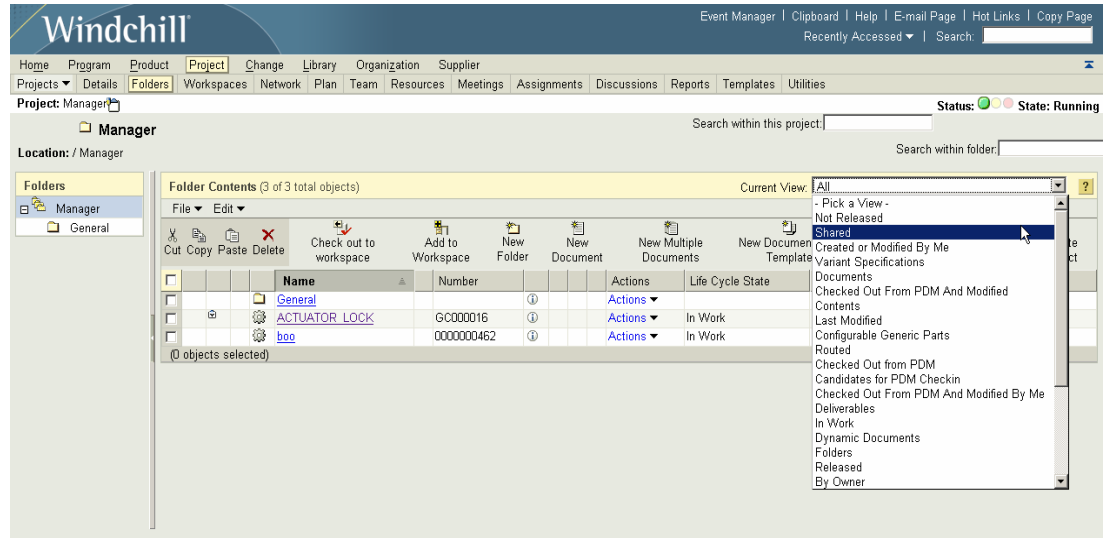 Windchill
Event Manager | Clipboard | Help | E-mail Page | Hot Links | Copy Page
Recently Accessed | Search:
Home Program Product Project Change Library Organization Supplier
Projects Details Folders Workspaces Network Plan Team Resources Meetings Assignments Discussions Reports Templates Utilities
Project: Manager
Status: State: Running
Manager
Search within this project:
Location: / Manager
Search within folder:
Folders
Manager
General
Folder Contents (3 of 3 total objects)
Current View: All
File Edit
Cut Copy Paste Delete
Check out to workspace
Add to Workspace
New Folder
New Document
New Multiple Documents
New Documen Template
Name Number Actions Life Cycle State
General Actions
ACTUATOR_LOCK GC000016 Actions In Work
boo 0000000462 Actions In Work
(0 objects selected)
- Pick a View -
Not Released
Shared
Created or Modified By Me
Variant Specifications
Documents
Checked Out From PDM And Modified
Contents
Last Modified
Configurable Generic Parts
Routed
Checked Out from PDM
Candidates for PDM Checkin
Checked Out From PDM And Modified By Me
Deliverables
In Work
Dynamic Documents
Folders
Released
By Owner